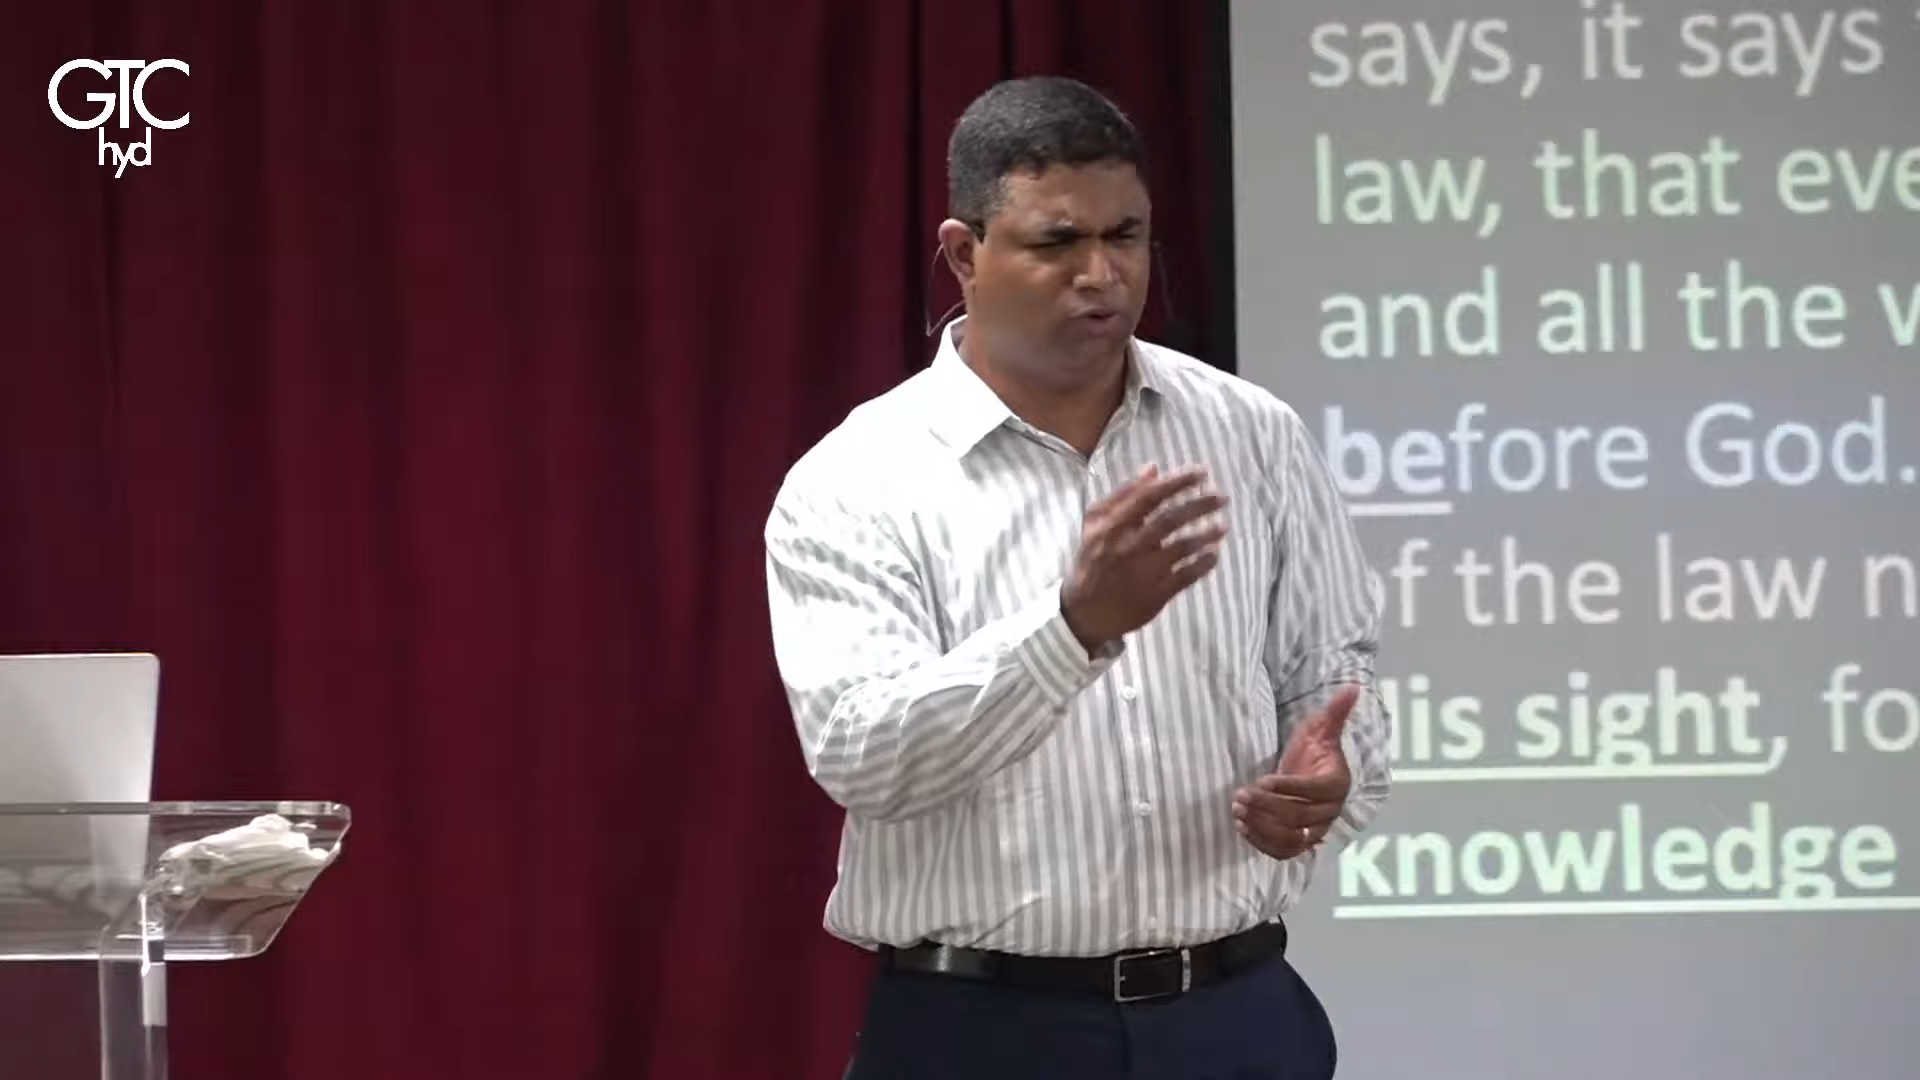 GTC
hyd
says, it says
law, that eve
and all the
before God.
of the law n
His sight, fo
knowledge